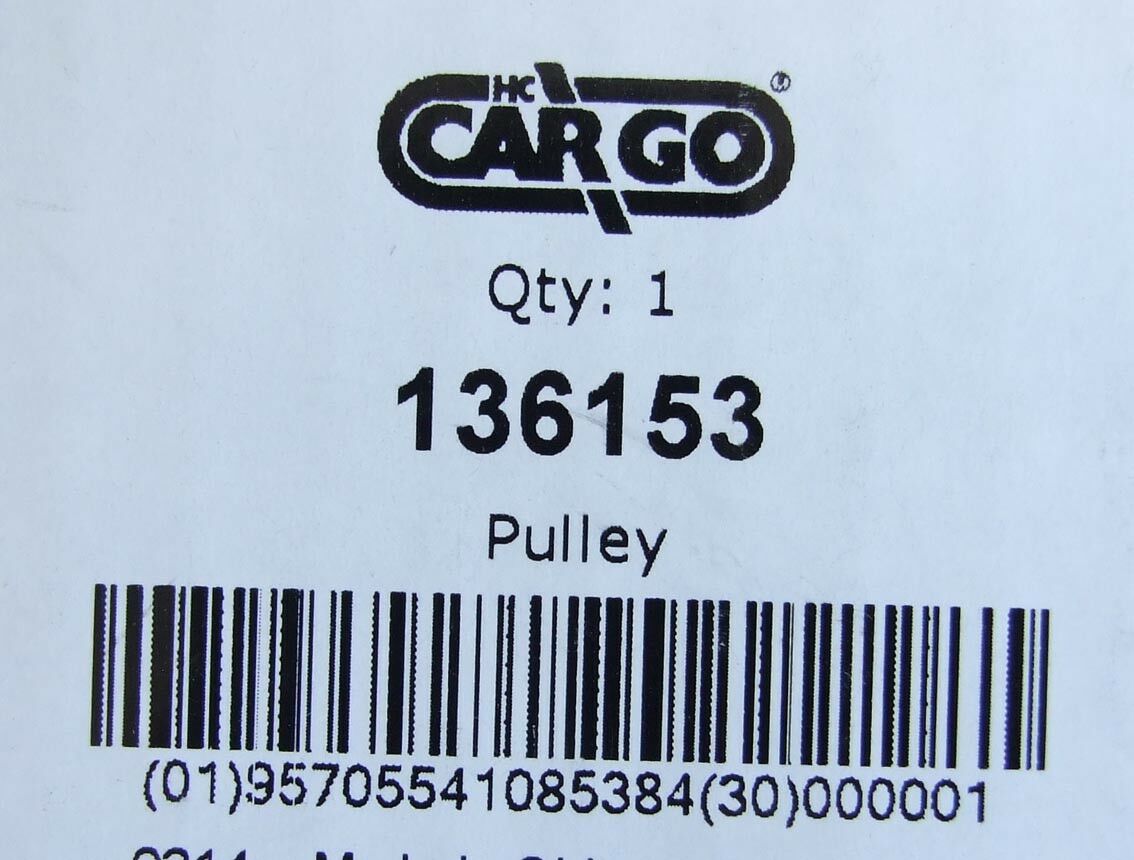 HC
CARGO®
Qty: 1
136153
Pulley
(01)95705541085384(30)000001